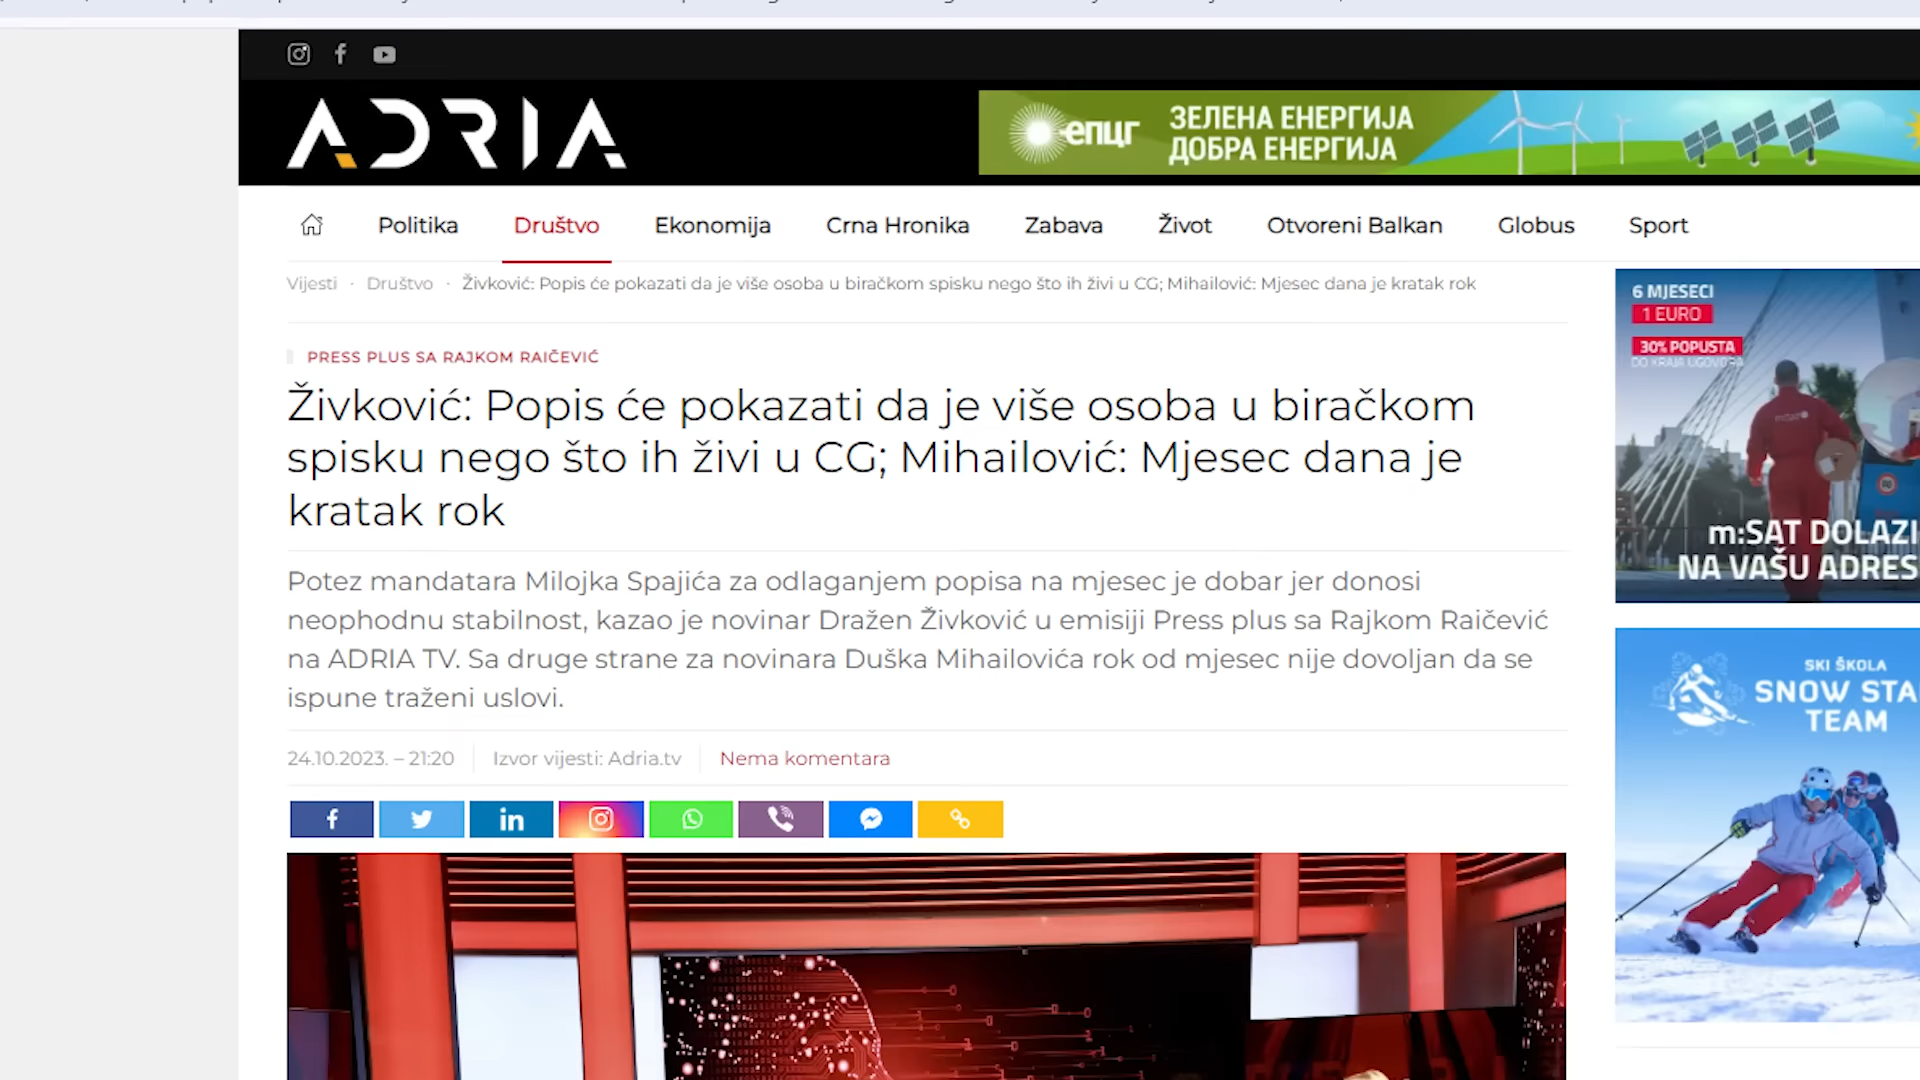 ADRIA
епцг
ЗЕЛЕНА ЕНЕРГИЈА
ДОБРА ЕНЕРГИЈА
Politika Društvo Ekonomija Crna Hronika Zabava Život Otvoreni Balkan Globus Sport
Vijesti · Društvo · Živković: Popis će pokazati da je više osoba u biračkom spisku nego što ih živi u CG; Mihailović: Mjesec dana je kratak rok
PRESS PLUS SA RAJKOM RAIČEVIĆ
Živković: Popis će pokazati da je više osoba u biračkom
spisku nego što ih živi u CG; Mihailović: Mjesec dana je
kratak rok
Potez mandatara Milojka Spajića za odlaganjem popisa na mjesec je dobar jer donosi
neophodnu stabilnost, kazao je novinar Dražen Živković u emisiji Press plus sa Rajkom Raičević
na ADRIA TV. Sa druge strane za novinara Duška Mihailovića rok od mjesec nije dovoljan da se
ispune traženi uslovi.
24.10.2023. – 21:20 Izvor vijesti: Adria.tv Nema komentara
6 MJESECI
1 EURO
30% POPUSTA
DO KRAJA UGOVORA
m:SAT DOLAZI
NA VAŠU ADRES
SKI ŠKOLA
SNOW STA
TEAM